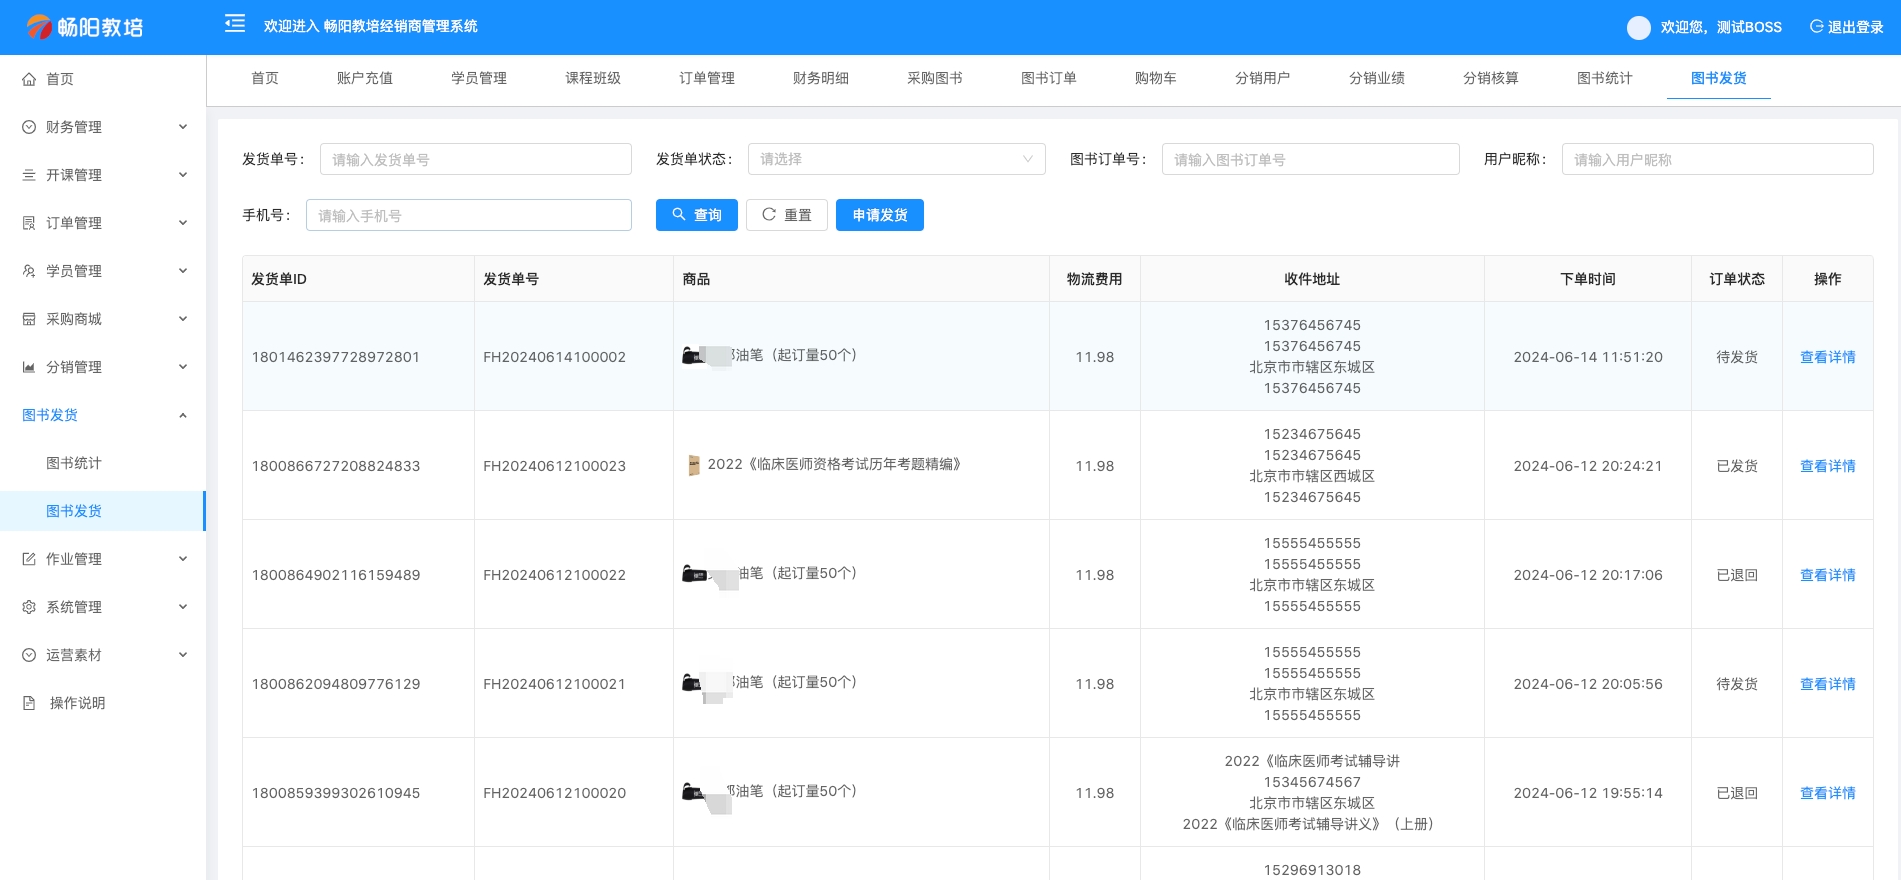 畅阳教培
欢迎进入 畅阳教培经销商管理系统
欢迎您，测试BOSS
退出登录
首页
财务管理
开课管理
订单管理
学员管理
采购商城
分销管理
图书发货
图书统计
图书发货
作业管理
系统管理
运营素材
操作说明
首页 账户充值 学员管理 课程班级 订单管理 财务明细 采购图书 图书订单 购物车 分销用户 分销业绩 分销核算 图书统计 图书发货
发货单号： 请输入发货单号 发货单状态： 请选择 图书订单号： 请输入图书订单号 用户昵称： 请输入用户昵称
手机号： 请输入手机号 查询 重置 申请发货
发货单ID 发货单号 商品 物流费用 收件地址 下单时间 订单状态 操作
1801462397728972801 FH20240614100002 油笔（起订量50个） 11.98
15376456745
15376456745
北京市市辖区东城区
15376456745
2024-06-14 11:51:20 待发货 查看详情
1800866727208824833 FH20240612100023 2022《临床医师资格考试历年考题精编》 11.98
15234675645
15234675645
北京市市辖区西城区
15234675645
2024-06-12 20:24:21 已发货 查看详情
1800864902116159489 FH20240612100022 油笔（起订量50个） 11.98
15555455555
15555455555
北京市市辖区东城区
15555455555
2024-06-12 20:17:06 已退回 查看详情
1800862094809776129 FH20240612100021 油笔（起订量50个） 11.98
15555455555
15555455555
北京市市辖区东城区
15555455555
2024-06-12 20:05:56 待发货 查看详情
1800859399302610945 FH20240612100020 油笔（起订量50个） 11.98
2022《临床医师考试辅导讲
15345674567
北京市市辖区东城区
2022《临床医师考试辅导讲义》（上册）
2024-06-12 19:55:14 已退回 查看详情
15296913018